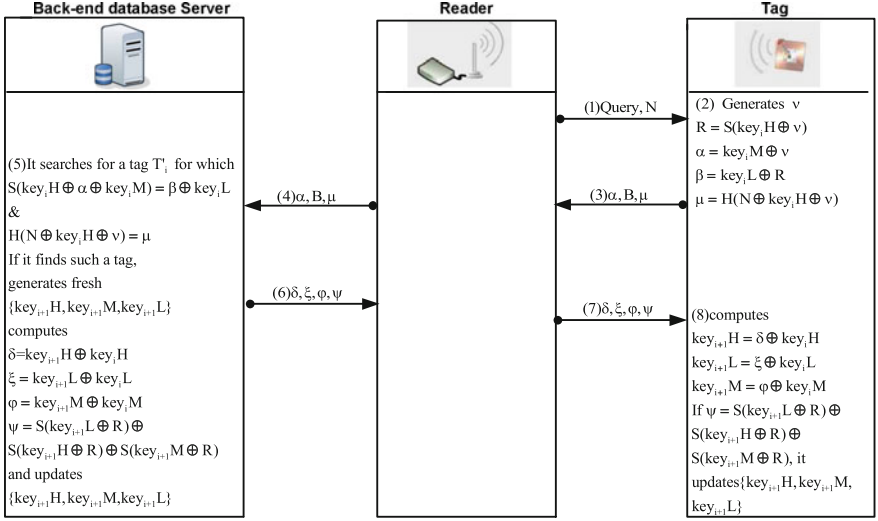 Back-end database Server
Reader
Tag
(1)Query, N
(2) Generates ν
R = S(keyᵢH⊕ν)
α = keyᵢM⊕ν
β = keyᵢL⊕R
μ = H(N⊕keyᵢH⊕ν)
(3)α, B, μ
(4)α, B, μ
(5)It searches for a tag T'ᵢ for which
S(keyᵢH⊕α⊕keyᵢM) = β⊕keyᵢL
&
H(N⊕keyᵢH⊕ν) = μ
If it finds such a tag,
generates fresh
{keyᵢ₊₁H, keyᵢ₊₁M,keyᵢ₊₁L}
computes
δ=keyᵢ₊₁H⊕keyᵢH
ξ = keyᵢ₊₁L⊕keyᵢL
φ = keyᵢ₊₁M⊕keyᵢM
ψ = S(keyᵢ₊₁L⊕R)⊕
S(keyᵢ₊₁H⊕R)⊕S(keyᵢ₊₁M⊕R)
and updates
{keyᵢ₊₁H, keyᵢ₊₁M,keyᵢ₊₁L}
(6)δ, ξ, φ, ψ
(7)δ, ξ, φ, ψ
(8)computes
keyᵢ₊₁H = δ⊕keyᵢH
keyᵢ₊₁L = ξ⊕keyᵢL
keyᵢ₊₁M = φ⊕keyᵢM
If ψ = S(keyᵢ₊₁L⊕R)⊕
S(keyᵢ₊₁H⊕R)⊕
S(keyᵢ₊₁M⊕R), it
updates{keyᵢ₊₁H, keyᵢ₊₁M,
keyᵢ₊₁L}